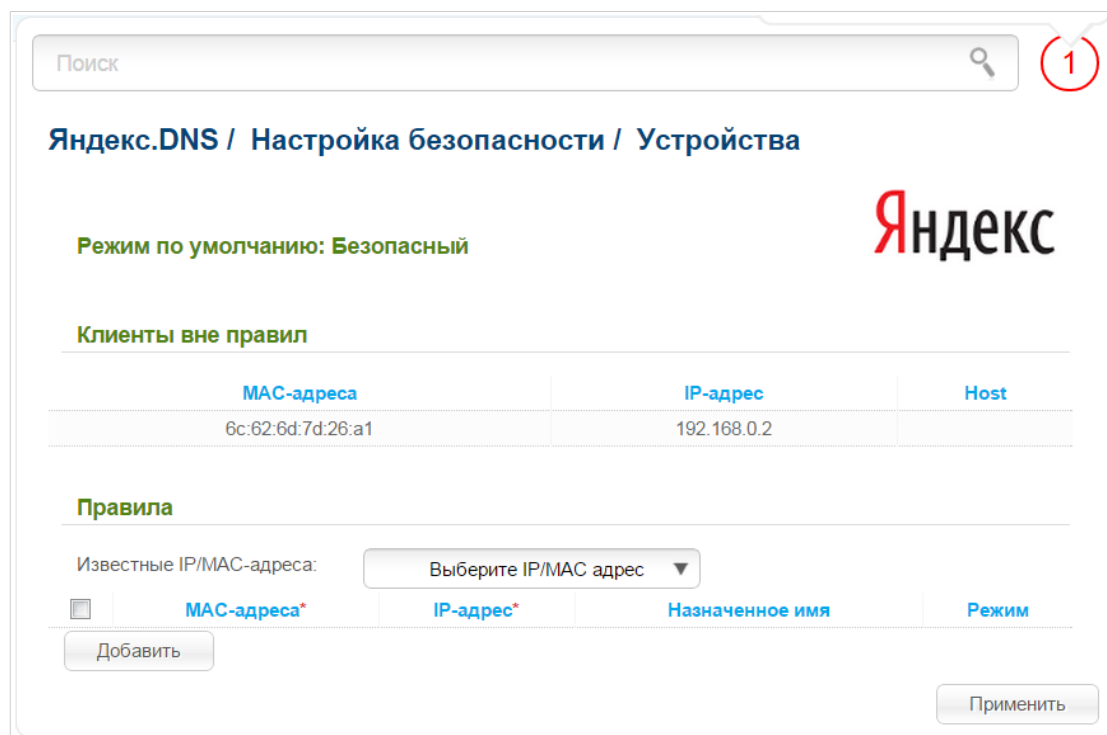 Поиск
1
Яндекс.DNS / Настройка безопасности / Устройства
Яндекс
Режим по умолчанию: Безопасный
Клиенты вне правил
MAC-адреса IP-адрес Host
6c:62:6d:7d:26:a1 192.168.0.2
Правила
Известные IP/MAC-адреса: Выберите IP/MAC адрес
MAC-адреса* IP-адрес* Назначенное имя Режим
Добавить
Применить